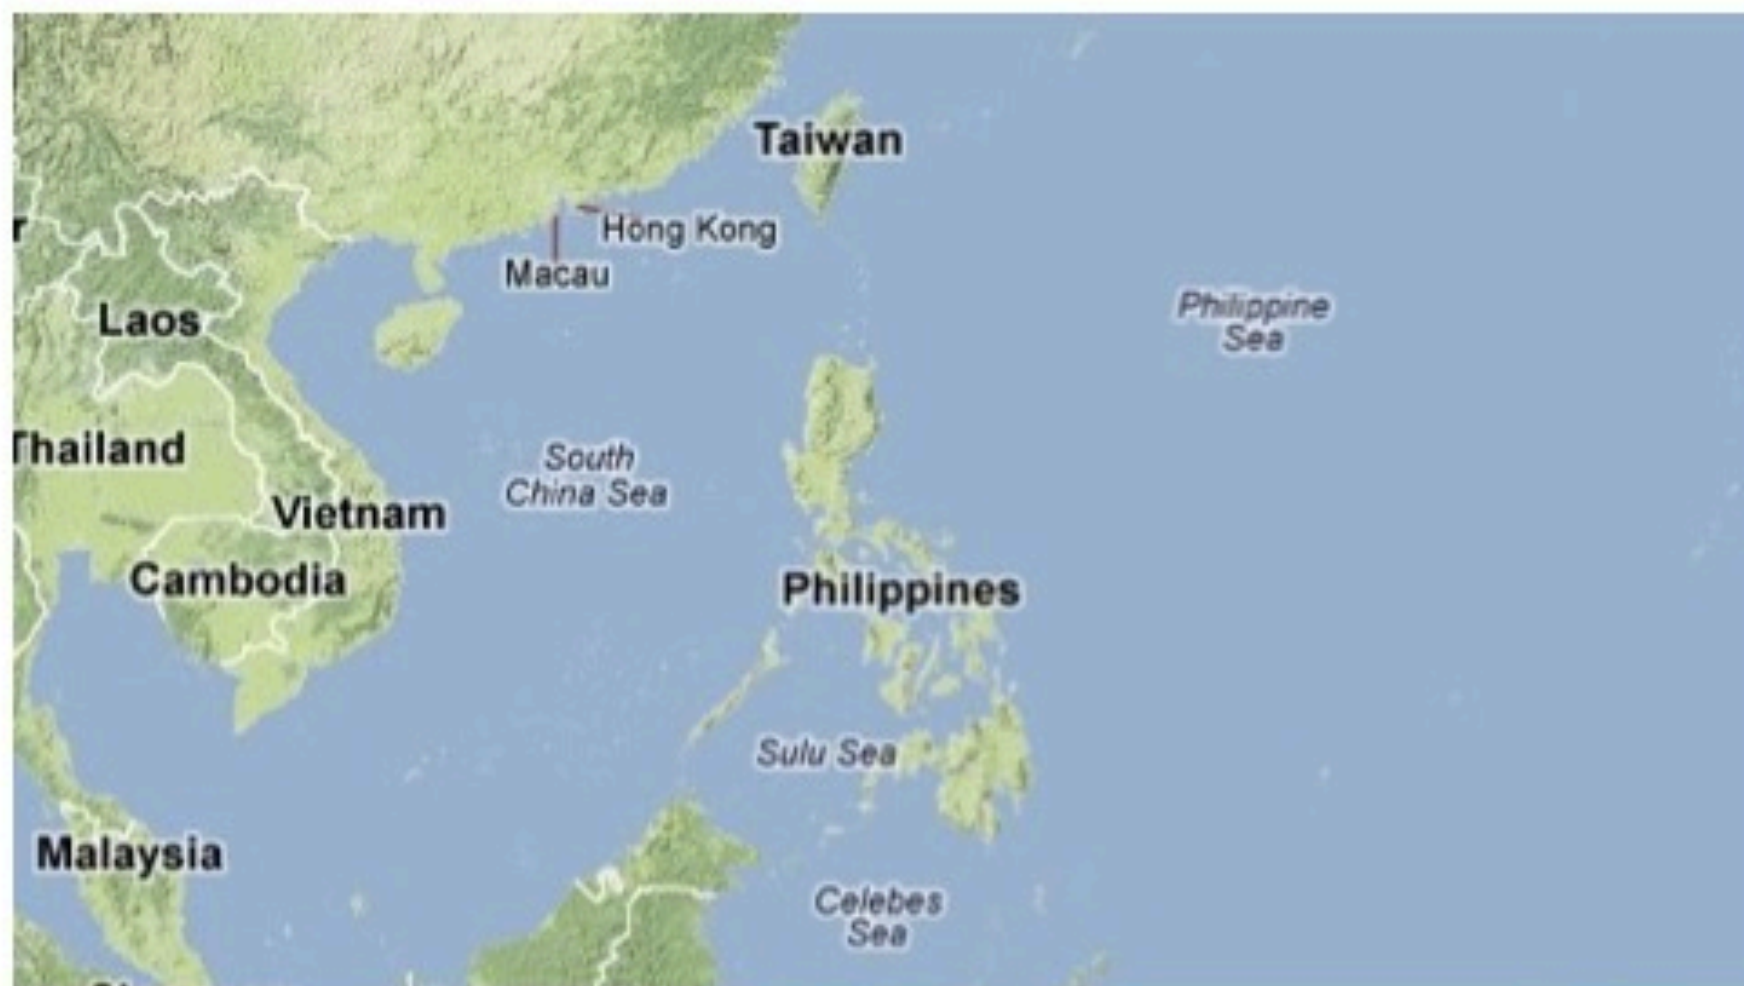 Taiwan
Hong Kong
Macau
Philippine
Sea
Laos
Thailand
South
China Sea
Vietnam
Cambodia
Philippines
Sulu Sea
Malaysia
Celebes
Sea